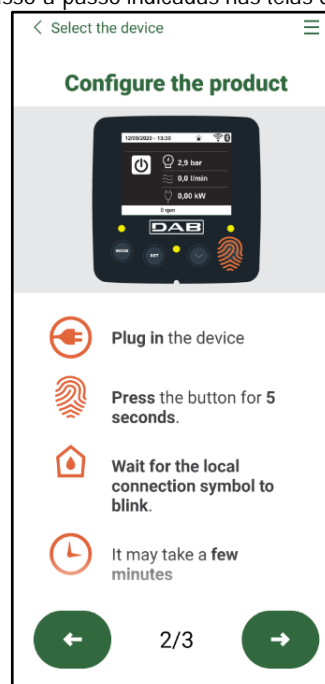 passo a passo indicadas nas telas
< Select the device
Configure the product
12/05/2020 - 13:30
2,9 bar
0,0 l/min
0,00 kW
0 rpm
DAB
MODE
SET
Plug in the device
Press the button for 5
seconds.
Wait for the local
connection symbol to
blink.
It may take a few
minutes
2/3